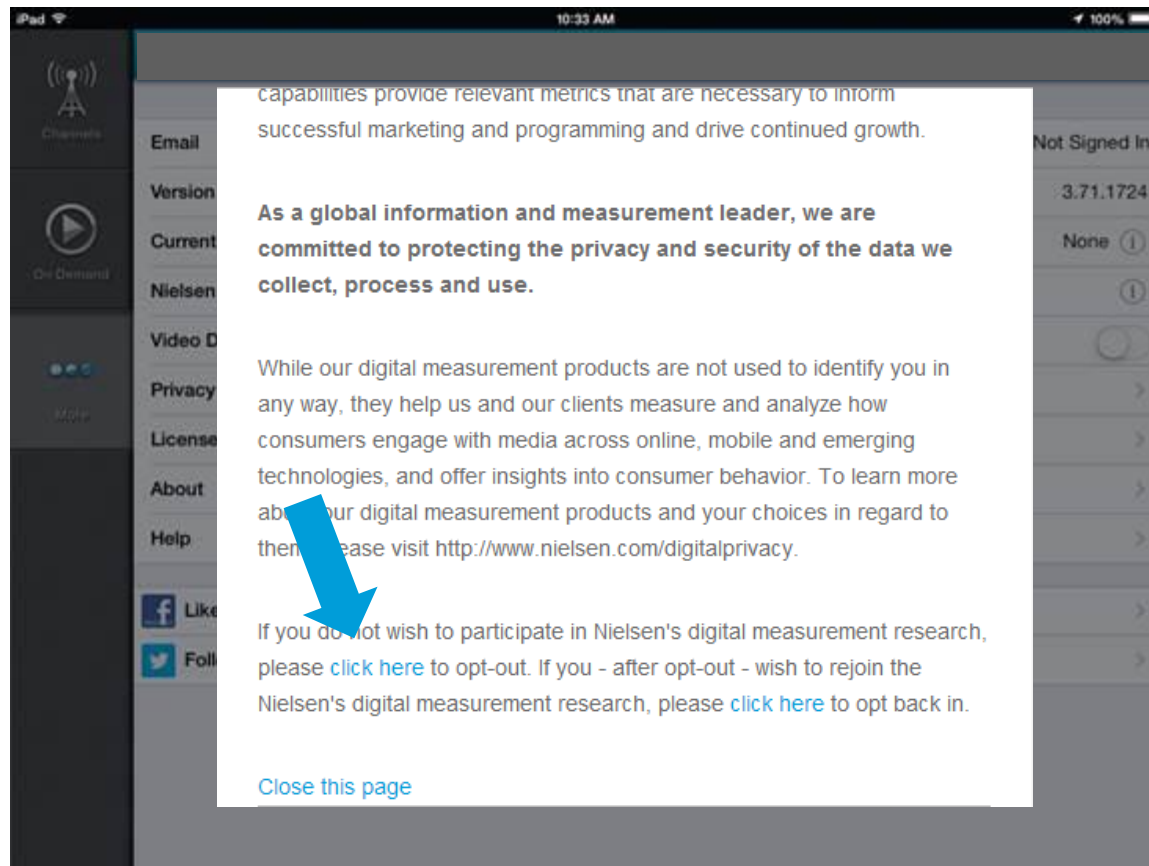 iPad
10:33 AM
100%
Channels
On Demand
More
Email
Not Signed In
Version
3.71.1724
Current
None
Nielsen
Video D
Privacy
License
About
Help
Like
Foll
capabilities provide relevant metrics that are necessary to inform
successful marketing and programming and drive continued growth.
As a global information and measurement leader, we are
committed to protecting the privacy and security of the data we
collect, process and use.
While our digital measurement products are not used to identify you in
any way, they help us and our clients measure and analyze how
consumers engage with media across online, mobile and emerging
technologies, and offer insights into consumer behavior. To learn more
our digital measurement products and your choices in regard to
visit http://www.nielsen.com/digitalprivacy.
If you do not wish to participate in Nielsen's digital measurement research,
please click here to opt-out. If you - after opt-out - wish to rejoin the
Nielsen's digital measurement research, please click here to opt back in.
Close this page